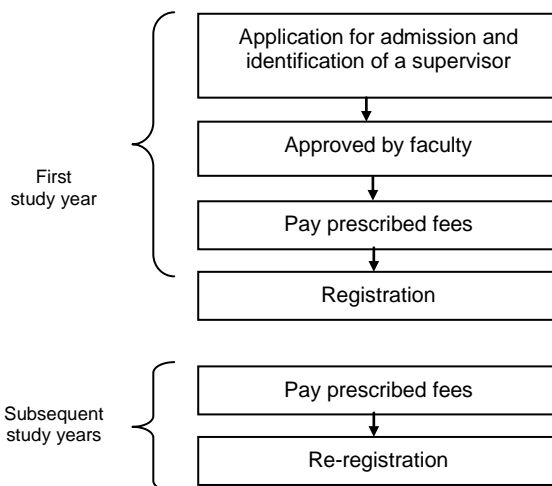 Application for admission and
identification of a supervisor
Approved by faculty
First
study year
Pay prescribed fees
Registration
Pay prescribed fees
Subsequent
study years
Re-registration